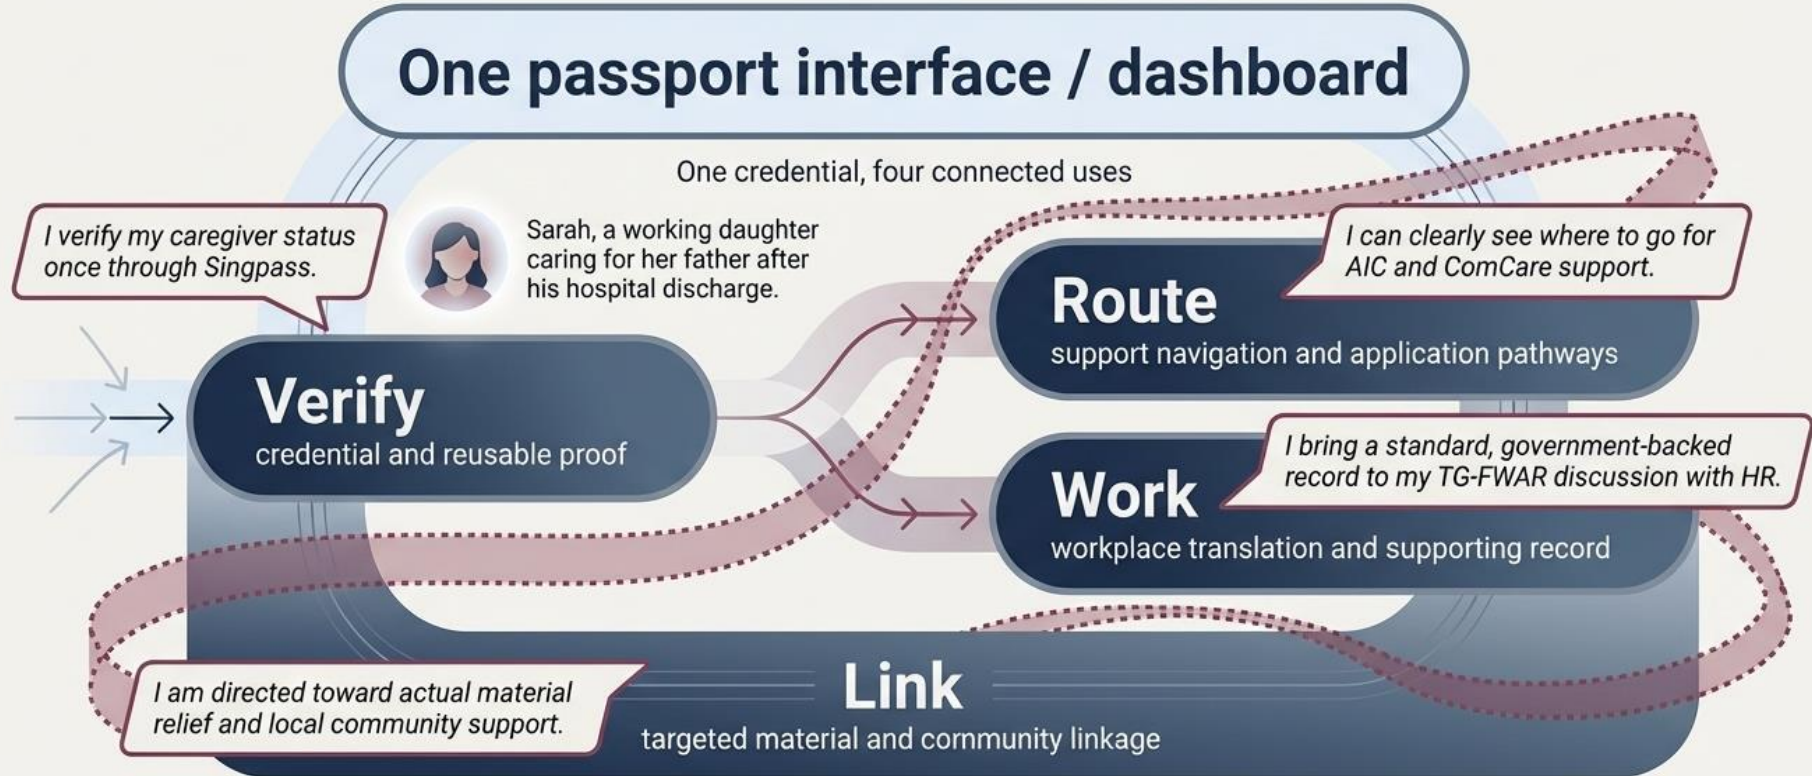 One passport interface / dashboard
One credential, four connected uses
I verify my caregiver status
once through Singpass.
Sarah, a working daughter
caring for her father after
his hospital discharge.
I can clearly see where to go for
AIC and ComCare support.
Route
support navigation and application pathways
Verify
credential and reusable proof
I bring a standard, government-backed
record to my TG-FWAR discussion with HR.
Work
workplace translation and supporting record
I am directed toward actual material
relief and local community support.
Link
targeted material and community linkage